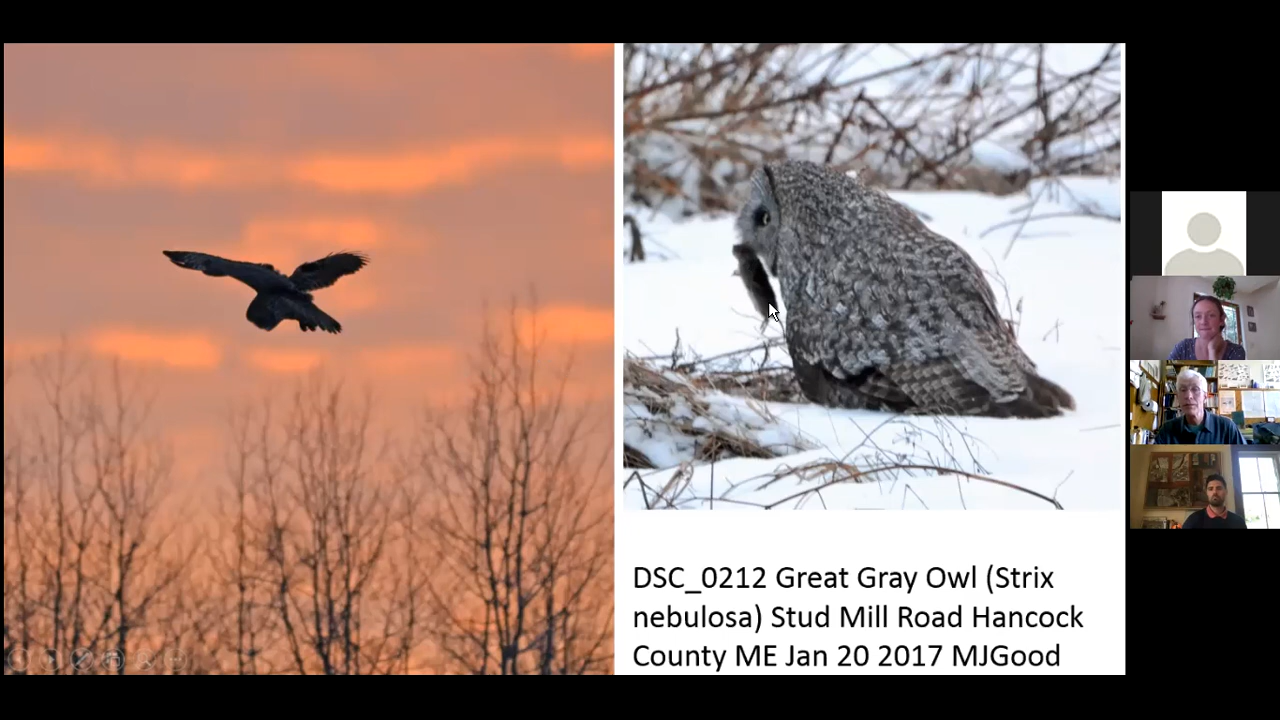 DSC_0212 Great Gray Owl (Strix
nebulosa) Stud Mill Road Hancock
County ME Jan 20 2017 MJGood